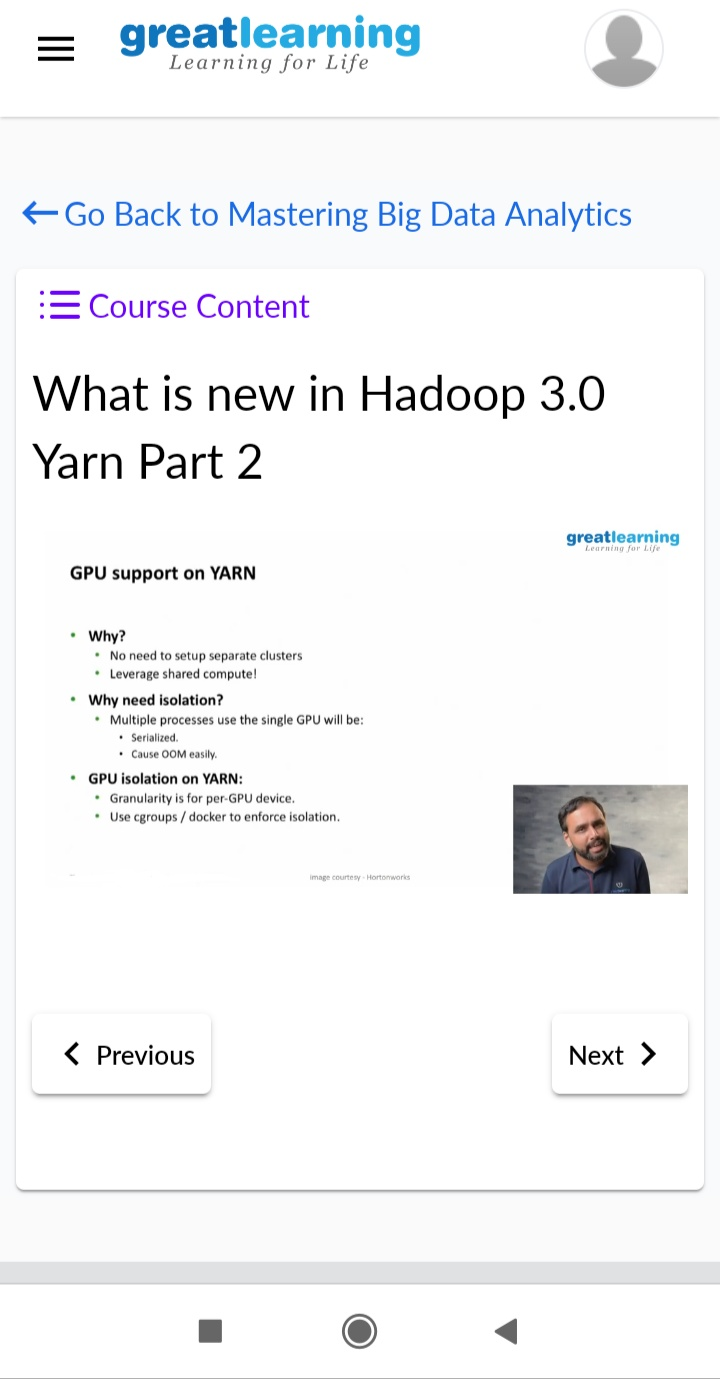 greatlearning
Learning for Life
Go Back to Mastering Big Data Analytics
Course Content
What is new in Hadoop 3.0
Yarn Part 2
greatlearning
Learning for Life
GPU support on YARN
• Why?
• No need to setup separate clusters
• Leverage shared compute!
• Why need isolation?
• Multiple processes use the single GPU will be:
• Serialized.
• Cause OOM easily.
• GPU isolation on YARN:
• Granularity is for per-GPU device.
• Use cgroups / docker to enforce isolation.
image courtesy - Hortonworks
Previous
Next